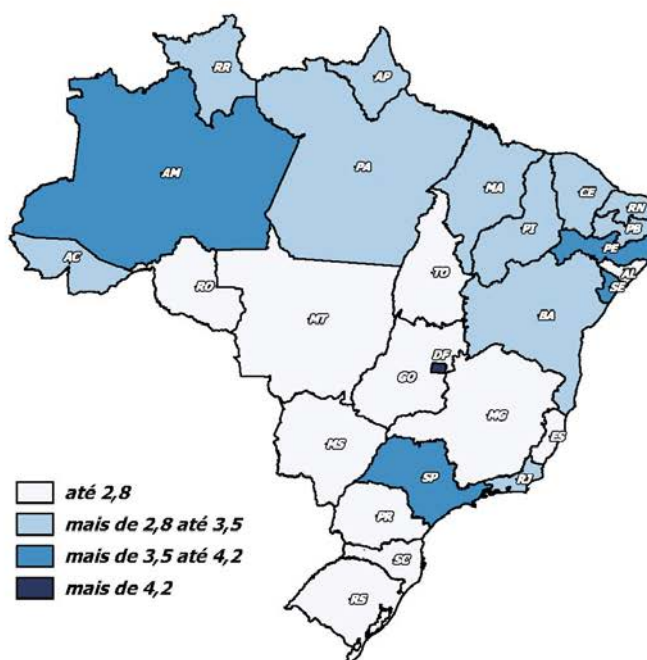 RR
AP
AM
PA
MA
CE
RN
PB
PI
PE
AL
SE
AC
RO
TO
BA
MT
DF
GO
MG
ES
MS
SP
RJ
PR
SC
RS
até 2,8
mais de 2,8 até 3,5
mais de 3,5 até 4,2
mais de 4,2